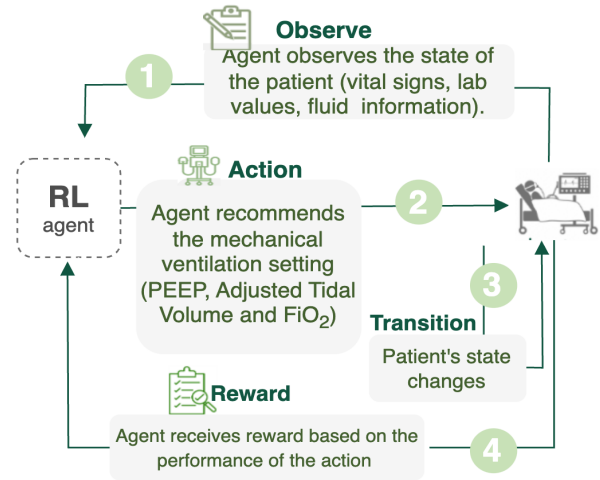 Observe
1
Agent observes the state of
the patient (vital signs, lab
values, fluid information).
RL
agent
Action
Agent recommends
the mechanical
ventilation setting
(PEEP, Adjusted Tidal
Volume and FiO₂)
2
3
Transition
Patient's state
changes
Reward
Agent receives reward based on the
performance of the action
4